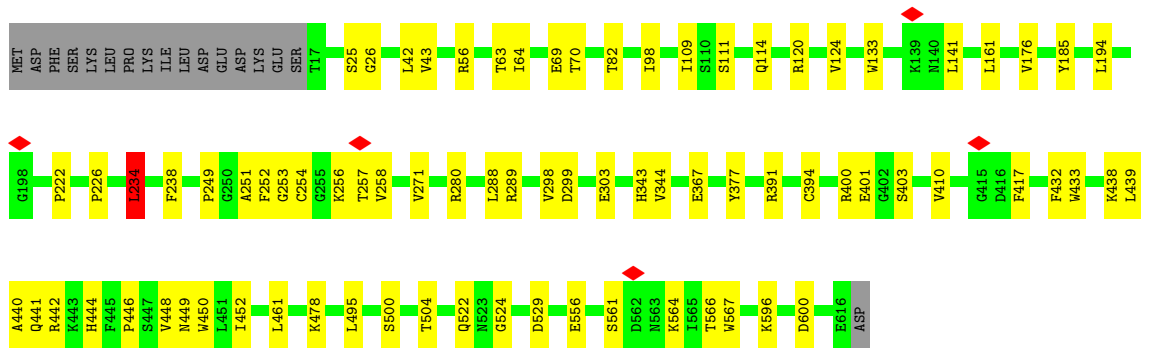 MET ASP PHE SER LYS LEU PRO LYS ILE LEU ASP GLU ASP LYS GLU SER T17 S25 G26 L42 V43 R56 T63 I64 E69 T70 T82 I98 I109 S110 S111 Q114 R120 V124 W133 K139 N140 L141 L161 V176 Y185 L194
G198 P222 P226 L234 F238 P249 G250 A251 F252 G253 C254 G255 K256 T257 V258 V271 R280 L288 R289 V298 D299 E303 H343 V344 E367 Y377 R391 C394 R400 E401 G402 S403 V410 G415 D416 F417 F432 W433 K438 L439
A440 Q441 R442 K443 H444 F445 P446 S447 V448 N449 W450 L451 I452 L461 K478 L495 S500 T504 Q522 N523 G524 D529 E556 S561 D562 N563 K564 I565 T566 W567 K596 D600 E616 ASP